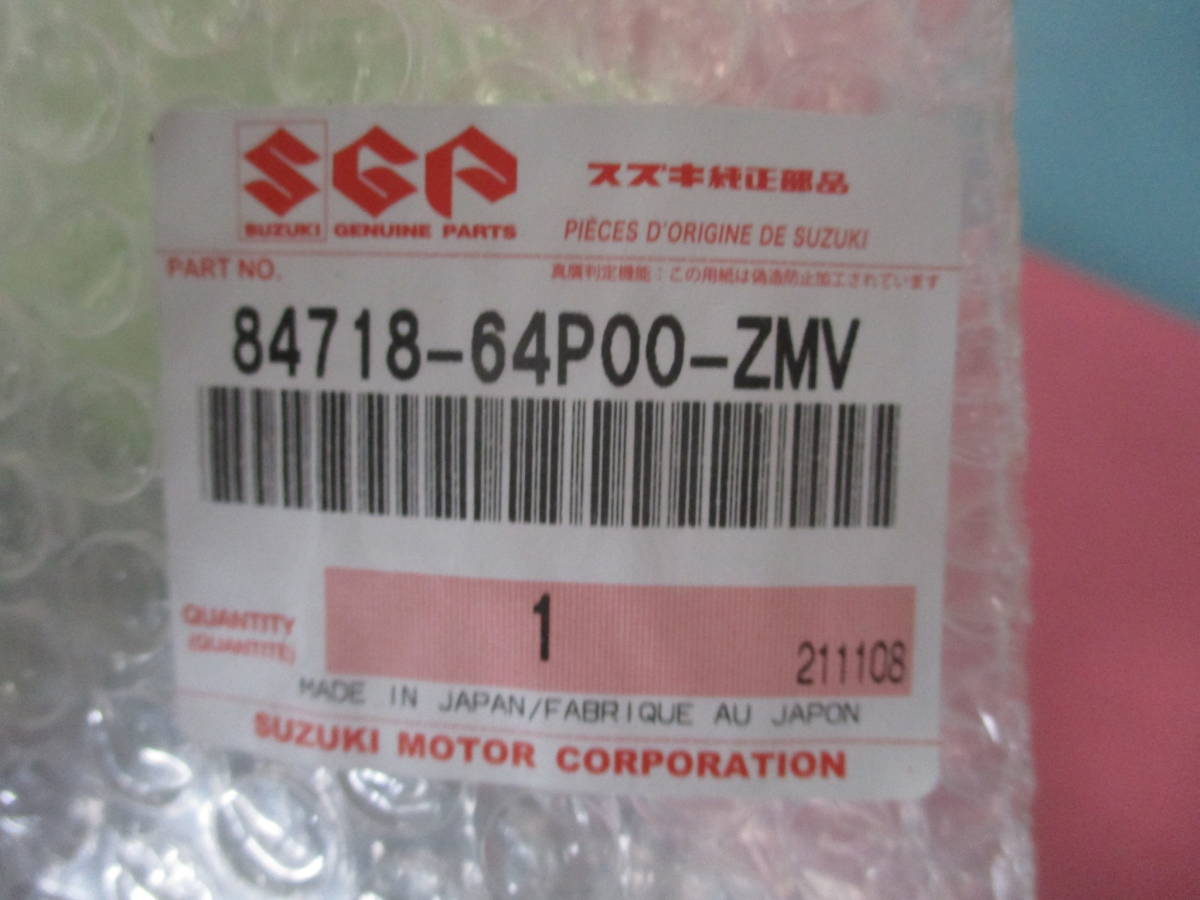 SGP
スズキ純正部品
SUZUKI GENUINE PARTS
PIÈCES D'ORIGINE DE SUZUKI
PART NO.
真贋判定機能：この用紙は偽造防止加工されています
84718-64P00-ZMV
QUANTITY
(QUANTITÉ)
1
211108
MADE IN JAPAN/FABRIQUE AU JAPON
SUZUKI MOTOR CORPORATION